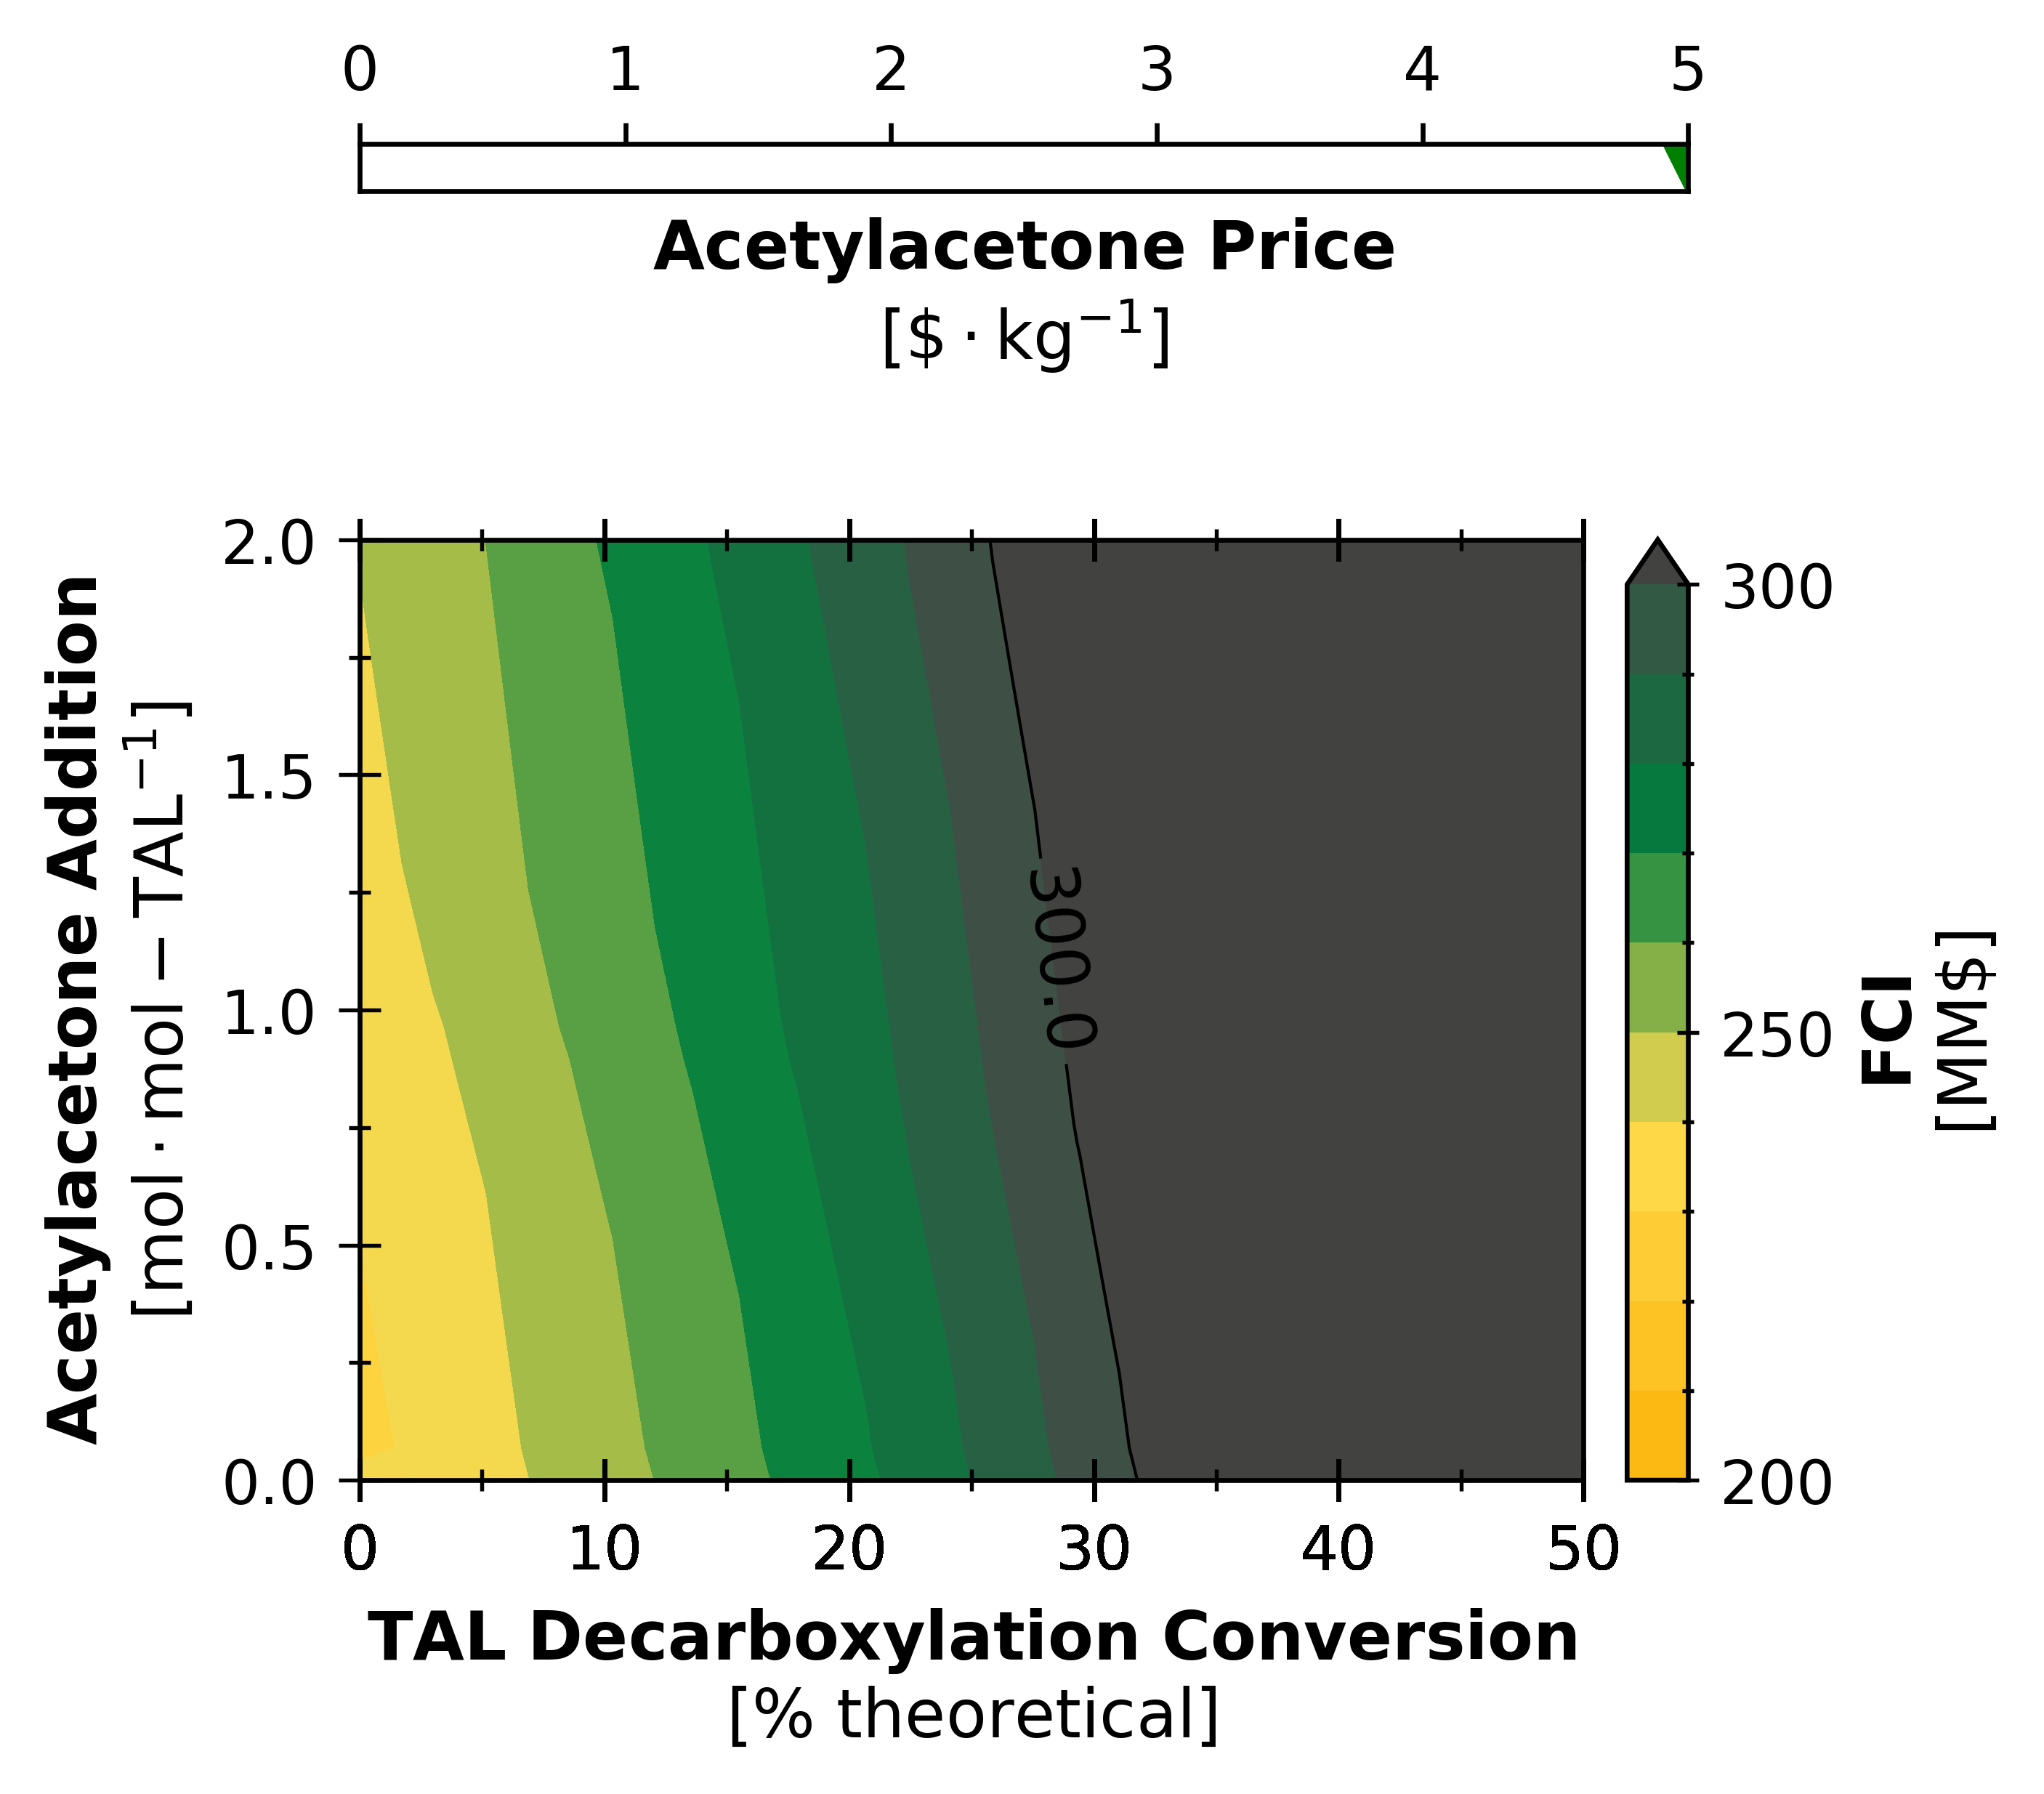 0 1 2 3 4 5
Acetylacetone Price
[$ · kg⁻¹]
2.0
1.5
1.0
0.5
0.0
Acetylacetone Addition
[mol · mol − TAL⁻¹]
300.0
0 10 20 30 40 50
TAL Decarboxylation Conversion
[% theoretical]
300
250
200
FCI
[MM$]